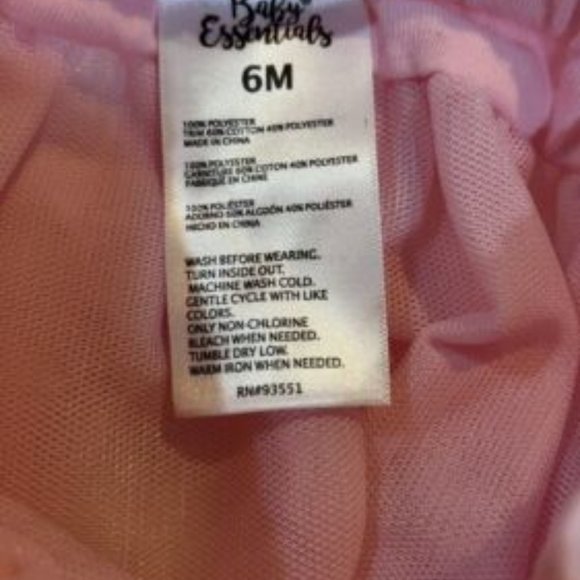 Baby
Essentials
6M
100% POLYESTER
TRIM 60% COTTON 40% POLYESTER
MADE IN CHINA
100% POLYESTER
GARNITURE 60% COTON 40% POLYESTER
FABRIQUÉ EN CHINE
100% POLIÉSTER
ADORNO 60% ALGODÓN 40% POLIÉSTER
HECHO EN CHINA
WASH BEFORE WEARING.
TURN INSIDE OUT.
MACHINE WASH COLD.
GENTLE CYCLE WITH LIKE
COLORS.
ONLY NON-CHLORINE
BLEACH WHEN NEEDED.
TUMBLE DRY LOW.
WARM IRON WHEN NEEDED.
RN#93551